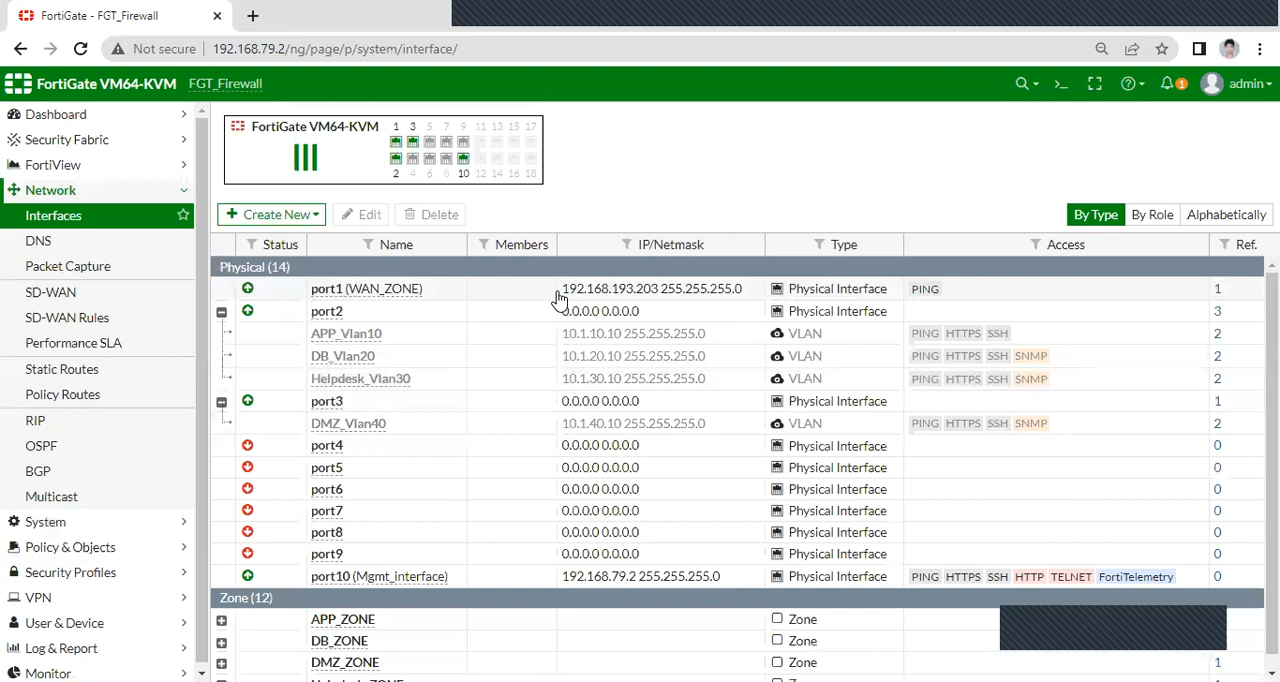 FortiGate - FGT_Firewall
Not secure 192.168.79.2/ng/page/p/system/interface/
FortiGate VM64-KVM FGT_Firewall 1 admin
Dashboard
Security Fabric
FortiView
Network
Interfaces
DNS
Packet Capture
SD-WAN
SD-WAN Rules
Performance SLA
Static Routes
Policy Routes
RIP
OSPF
BGP
Multicast
System
Policy & Objects
Security Profiles
VPN
User & Device
Log & Report
Monitor
FortiGate VM64-KVM 1 3 5 7 9 11 13 15 17
2 4 6 8 10 12 14 16 18
Create New Edit Delete By Type By Role Alphabetically
Status Name Members IP/Netmask Type Access Ref.
Physical (14)
port1 (WAN_ZONE) 192.168.193.203 255.255.255.0 Physical Interface PING 1
port2 0.0.0.0 0.0.0.0 Physical Interface 3
APP_Vlan10 10.1.10.10 255.255.255.0 VLAN PING HTTPS SSH 2
DB_Vlan20 10.1.20.10 255.255.255.0 VLAN PING HTTPS SSH SNMP 2
Helpdesk_Vlan30 10.1.30.10 255.255.255.0 VLAN PING HTTPS SSH SNMP 2
port3 0.0.0.0 0.0.0.0 Physical Interface 1
DMZ_Vlan40 10.1.40.10 255.255.255.0 VLAN PING HTTPS SSH SNMP 2
port4 0.0.0.0 0.0.0.0 Physical Interface 0
port5 0.0.0.0 0.0.0.0 Physical Interface 0
port6 0.0.0.0 0.0.0.0 Physical Interface 0
port7 0.0.0.0 0.0.0.0 Physical Interface 0
port8 0.0.0.0 0.0.0.0 Physical Interface 0
port9 0.0.0.0 0.0.0.0 Physical Interface 0
port10 (Mgmt_interface) 192.168.79.2 255.255.255.0 Physical Interface PING HTTPS SSH HTTP TELNET FortiTelemetry 0
Zone (12)
APP_ZONE Zone
DB_ZONE Zone
DMZ_ZONE Zone 1